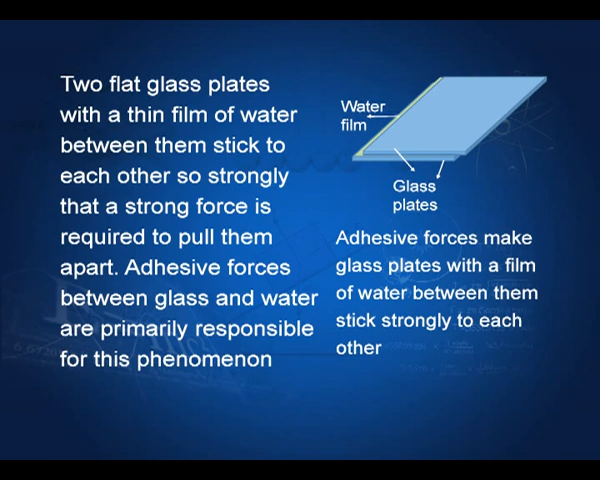 Two flat glass plates
with a thin film of water
between them stick to
each other so strongly
that a strong force is
required to pull them
apart. Adhesive forces
between glass and water
are primarily responsible
for this phenomenon
Water
film
Glass
plates
Adhesive forces make
glass plates with a film
of water between them
stick strongly to each
other